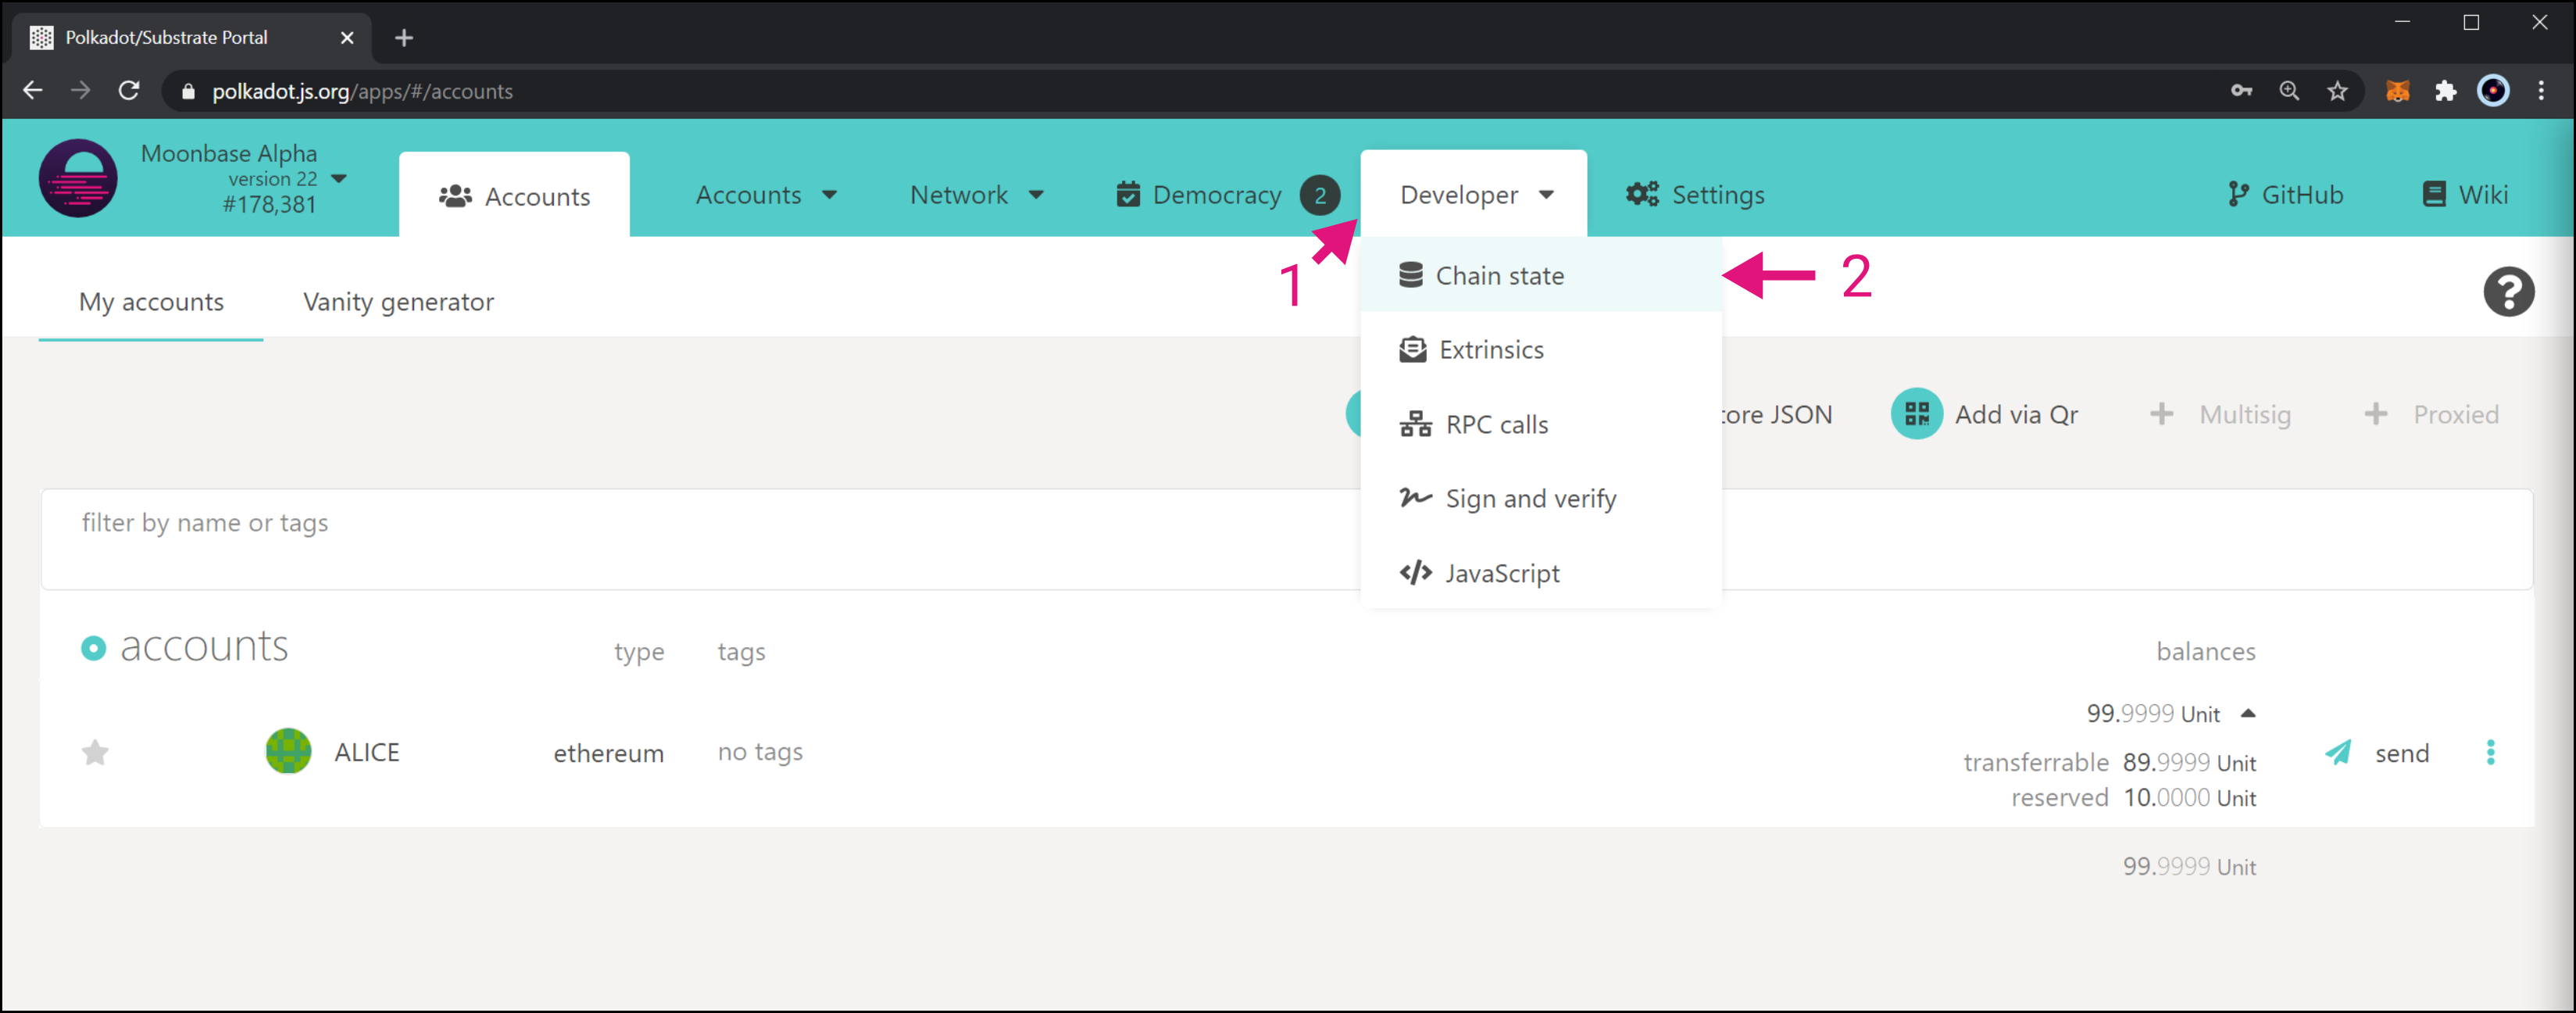 Polkadot/Substrate Portal
polkadot.js.org/apps/#/accounts
Moonbase Alpha
version 22
#178,381
Accounts
Accounts
Network
Democracy 2
Developer
Settings
GitHub
Wiki
1
2
My accounts
Vanity generator
Chain state
Extrinsics
RPC calls
Sign and verify
JavaScript
tore JSON
Add via Qr
+ Multisig
+ Proxied
filter by name or tags
accounts type tags balances
ALICE ethereum no tags
99.9999 Unit
transferrable 89.9999 Unit
reserved 10.0000 Unit
send
99.9999 Unit